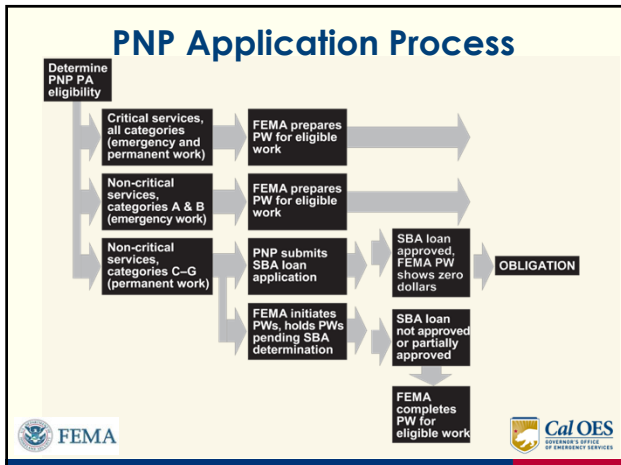 PNP Application Process
Determine
PNP PA
eligibility
Critical services,
all categories
(emergency and
permanent work)
FEMA prepares
PW for eligible
work
Non-critical
services,
categories A & B
(emergency work)
FEMA prepares
PW for eligible
work
Non-critical
services,
categories C–G
(permanent work)
PNP submits
SBA loan
application
SBA loan
approved,
FEMA PW
shows zero
dollars
OBLIGATION
FEMA initiates
PWs, holds PWs
pending SBA
determination
SBA loan
not approved
or partially
approved
FEMA
completes
PW for
eligible work
FEMA
Cal OES
GOVERNOR'S OFFICE
OF EMERGENCY SERVICES